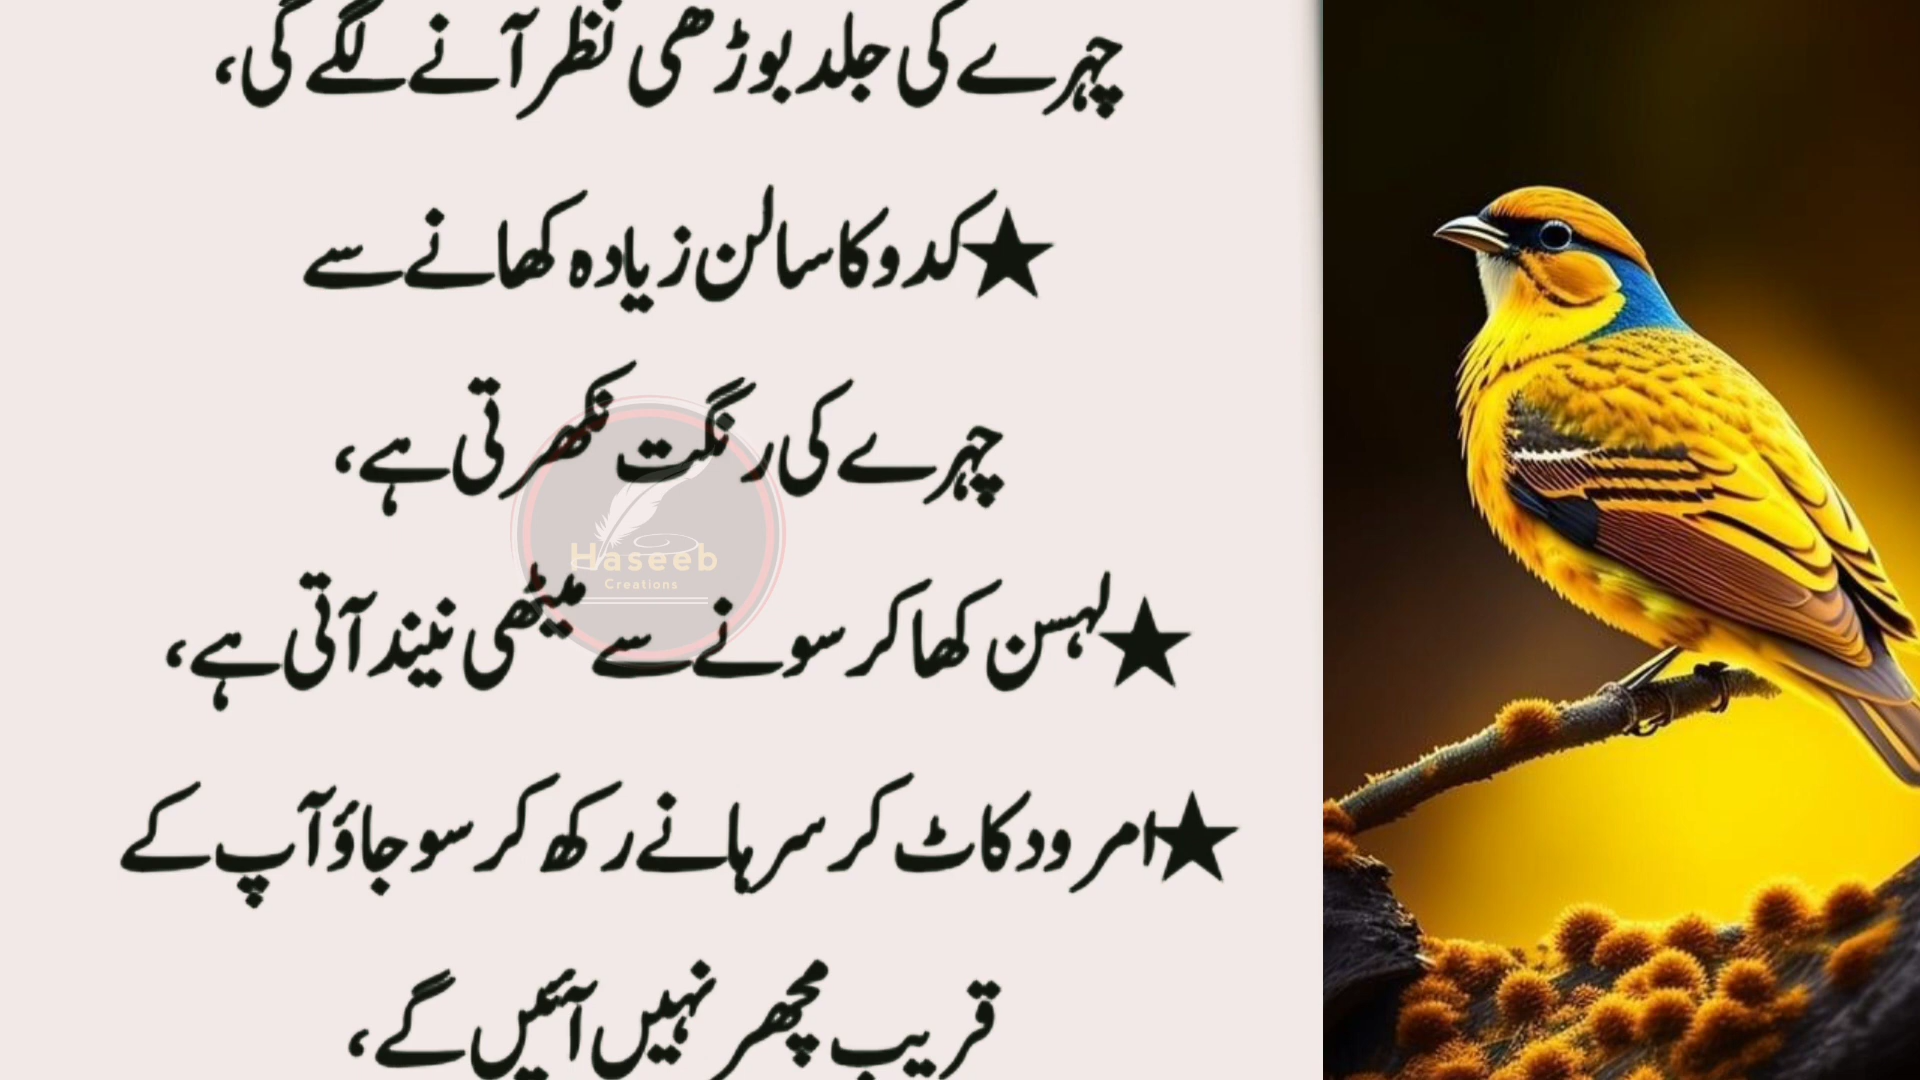 چہرے کی جلد بوڑھی نظر آنے لگے گی،
★کدو کا سالن زیادہ کھانے سے
چہرے کی رنگت نکھرتی ہے،
Haseeb
Creations
★لہسن کھا کر سونے سے میٹھی نیند آتی ہے،
★امرود کاٹ کر سرہانے رکھ کر سو جاؤ آپ کے
قریب مچھر نہیں آئیں گے،